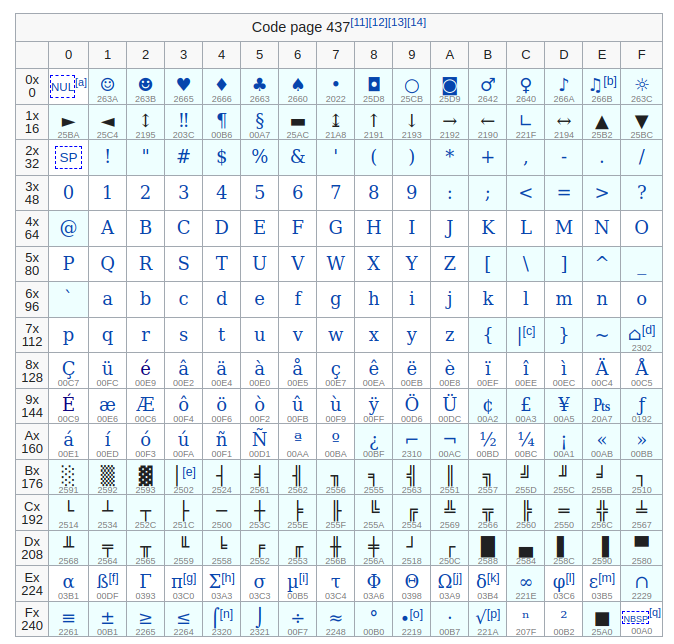 Code page 437[11][12][13][14]
0 1 2 3 4 5 6 7 8 9 A B C D E F
0x NUL[a] ☺ ☻ ♥ ♦ ♣ ♠ • ◘ ○ ◙ ♂ ♀ ♪ ♫[b] ☼
0 263A 263B 2665 2666 2663 2660 2022 25D8 25CB 25D9 2642 2640 266A 266B 263C
1x ► ◄ ↕ ‼ ¶ § ▬ ↨ ↑ ↓ → ← ∟ ↔ ▲ ▼
16 25BA 25C4 2195 203C 00B6 00A7 25AC 21A8 2191 2193 2192 2190 221F 2194 25B2 25BC
2x SP ! " # $ % & ' ( ) * + , - . /
32
3x 0 1 2 3 4 5 6 7 8 9 : ; < = > ?
48
4x @ A B C D E F G H I J K L M N O
64
5x P Q R S T U V W X Y Z [ \ ] ^ _
80
6x ` a b c d e f g h i j k l m n o
96
7x p q r s t u v w x y z { |[c] } ~ ⌂[d]
112 2302
8x Ç ü é â ä à å ç ê ë è ï î ì Ä Å
128 00C7 00FC 00E9 00E2 00E4 00E0 00E5 00E7 00EA 00EB 00E8 00EF 00EE 00EC 00C4 00C5
9x É æ Æ ô ö ò û ù ÿ Ö Ü ¢ £ ¥ ₧ ƒ
144 00C9 00E6 00C6 00F4 00F6 00F2 00FB 00F9 00FF 00D6 00DC 00A2 00A3 00A5 20A7 0192
Ax á í ó ú ñ Ñ ª º ¿ ⌐ ¬ ½ ¼ ¡ « »
160 00E1 00ED 00F3 00FA 00F1 00D1 00AA 00BA 00BF 2310 00AC 00BD 00BC 00A1 00AB 00BB
Bx ░ ▒ ▓ │[e] ┤ ╡ ╢ ╖ ╕ ╣ ║ ╗ ╝ ╜ ╛ ┐
176 2591 2592 2593 2502 2524 2561 2562 2556 2555 2563 2551 2557 255D 255C 255B 2510
Cx └ ┴ ┬ ├ ─ ┼ ╞ ╟ ╚ ╔ ╩ ╦ ╠ ═ ╬ ╧
192 2514 2534 252C 251C 2500 253C 255E 255F 255A 2554 2569 2566 2560 2550 256C 2567
Dx ╨ ╤ ╥ ╙ ╘ ╒ ╓ ╫ ╪ ┘ ┌ █ ▄ ▌ ▐ ▀
208 2568 2564 2565 2559 2558 2552 2553 256B 256A 2518 250C 2588 2584 258C 2590 2580
Ex α ß[f] Γ π[g] Σ[h] σ µ[i] τ Φ Θ Ω[j] δ[k] ∞ φ[l] ε[m] ∩
224 03B1 00DF 0393 03C0 03A3 03C3 00B5 03C4 03A6 0398 03A9 03B4 221E 03C6 03B5 2229
Fx ≡ ± ≥ ≤ ⌠[n] ⌡ ÷ ≈ ° ∙[o] · √[p] ⁿ ² ■ NBSP[q]
240 2261 00B1 2265 2264 2320 2321 00F7 2248 00B0 2219 00B7 221A 207F 00B2 25A0 00A0